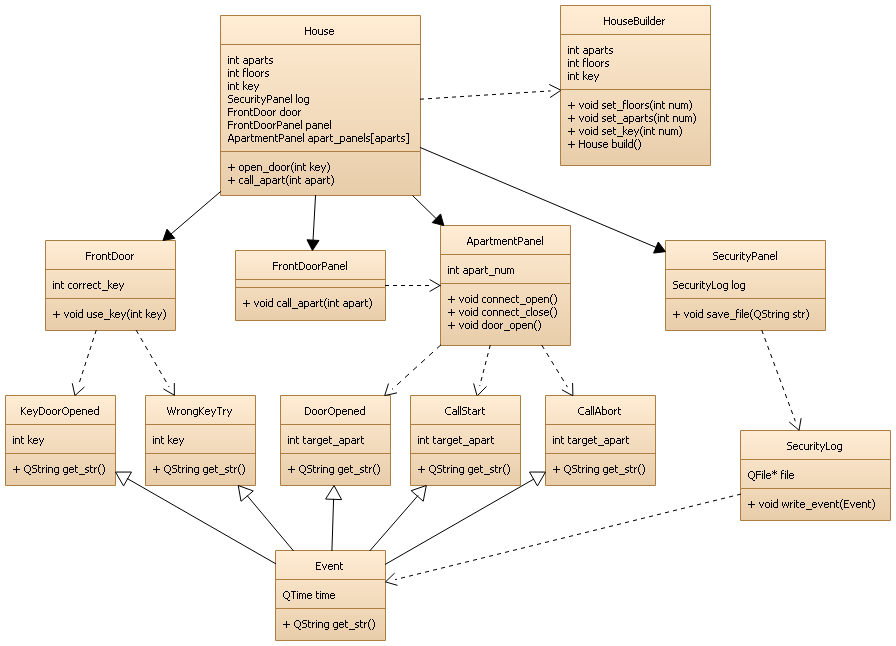 House
int aparts
int floors
int key
SecurityPanel log
FrontDoor door
FrontDoorPanel panel
ApartmentPanel apart_panels[aparts]
+ open_door(int key)
+ call_apart(int apart)
HouseBuilder
int aparts
int floors
int key
+ void set_floors(int num)
+ void set_aparts(int num)
+ void set_key(int num)
+ House build()
FrontDoor
int correct_key
+ void use_key(int key)
FrontDoorPanel
+ void call_apart(int apart)
ApartmentPanel
int apart_num
+ void connect_open()
+ void connect_close()
+ void door_open()
SecurityPanel
SecurityLog log
+ void save_file(QString str)
KeyDoorOpened
int key
+ QString get_str()
WrongKeyTry
int key
+ QString get_str()
DoorOpened
int target_apart
+ QString get_str()
CallStart
int target_apart
+ QString get_str()
CallAbort
int target_apart
+ QString get_str()
SecurityLog
QFile* file
+ void write_event(Event)
Event
QTime time
+ QString get_str()